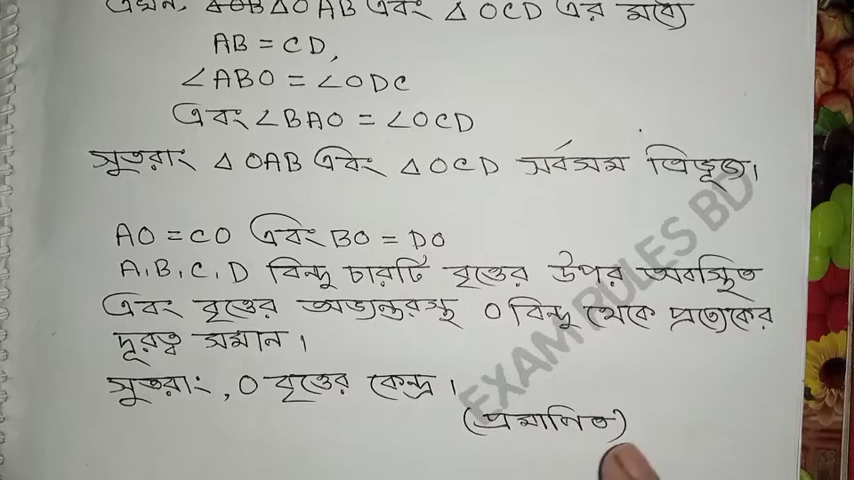 এখন, ΔOAB এবং Δ OCD এর মধ্যে
AB = CD,
∠ABO = ∠ODC
এবং ∠BAO = ∠OCD
সুতরাং Δ OAB এবং Δ OCD সর্বসম ত্রিভুজ।
AO = CO এবং BO = DO
A, B, C, D বিন্দু চারটি বৃত্তের উপর অবস্থিত
এবং বৃত্তের অভ্যন্তরস্থ O বিন্দু থেকে প্রত্যেকের
দূরত্ব সমান।
সুতরাং, O বৃত্তের কেন্দ্র।
(প্রমাণিত)
EXAM RULES BD